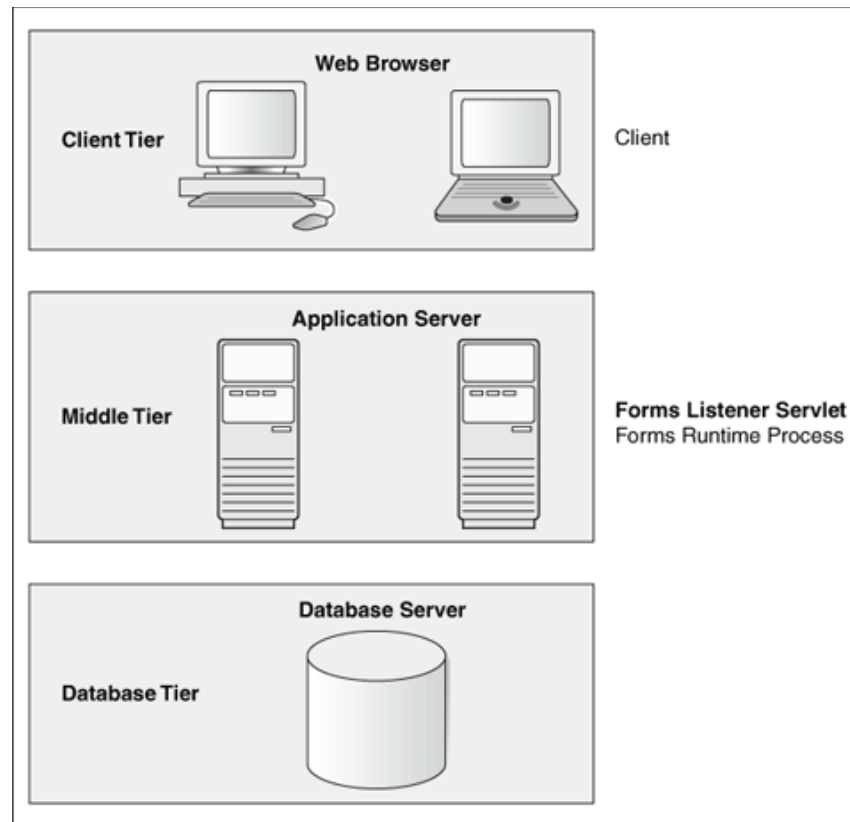 Web Browser
Client Tier
Client
Application Server
Middle Tier
Forms Listener Servlet
Forms Runtime Process
Database Server
Database Tier